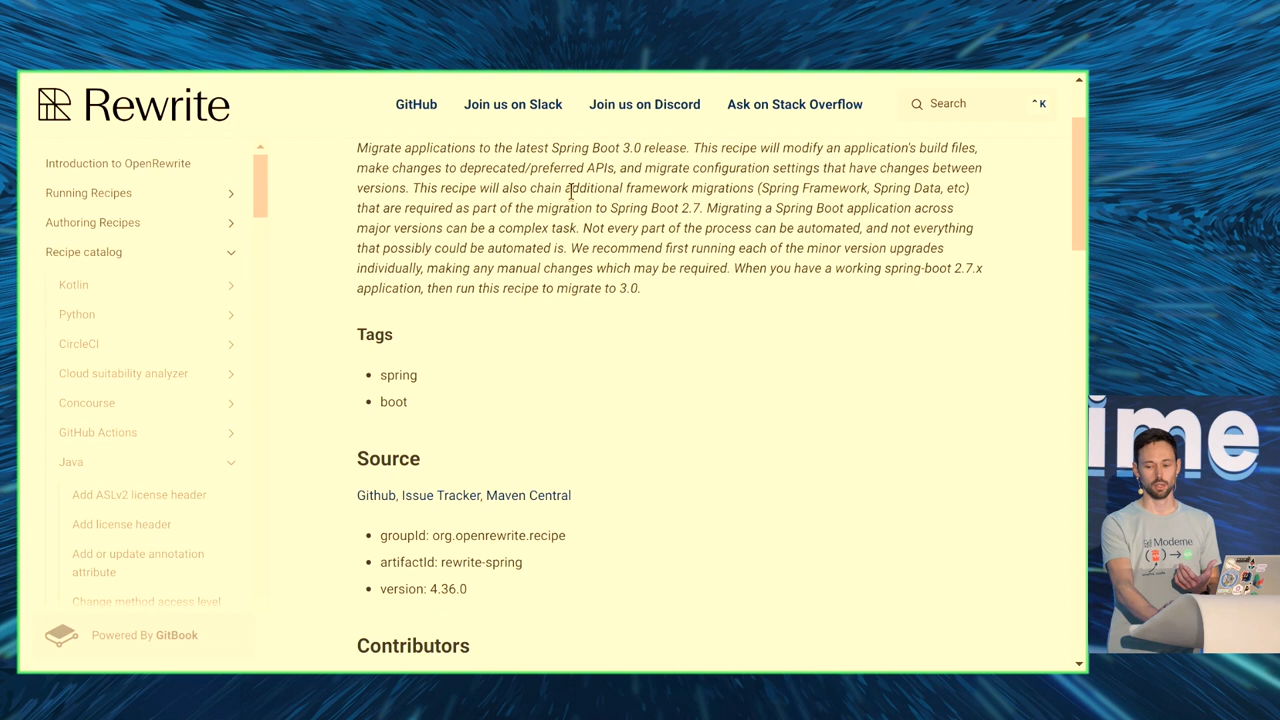 Rewrite
GitHub
Join us on Slack
Join us on Discord
Ask on Stack Overflow
Search
⌃ K
Introduction to OpenRewrite
Running Recipes
Authoring Recipes
Recipe catalog
Kotlin
Python
CircleCI
Cloud suitability analyzer
Concourse
GitHub Actions
Java
Add ASLv2 license header
Add license header
Add or update annotation
attribute
Change method access level
Powered By GitBook
Migrate applications to the latest Spring Boot 3.0 release. This recipe will modify an application's build files,
make changes to deprecated/preferred APIs, and migrate configuration settings that have changes between
versions. This recipe will also chain additional framework migrations (Spring Framework, Spring Data, etc)
that are required as part of the migration to Spring Boot 2.7. Migrating a Spring Boot application across
major versions can be a complex task. Not every part of the process can be automated, and not everything
that possibly could be automated is. We recommend first running each of the minor version upgrades
individually, making any manual changes which may be required. When you have a working spring-boot 2.7.x
application, then run this recipe to migrate to 3.0.
Tags
• spring
• boot
Source
Github, Issue Tracker, Maven Central
• groupId: org.openrewrite.recipe
• artifactId: rewrite-spring
• version: 4.36.0
Contributors
ime
Moderne